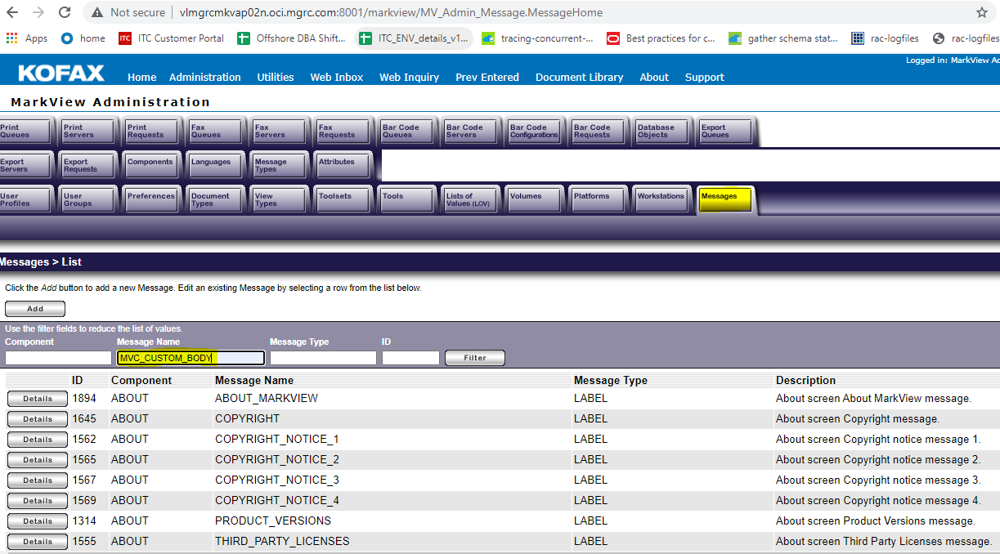 Not secure | vlmgrcmkvap02n.oci.mgrc.com:8001/markview/MV_Admin_Message.MessageHome
Apps home ITC Customer Portal Offshore DBA Shift... ITC_ENV_details_v1... tracing-concurrent-... Best practices for c... gather schema stat... rac-logfiles rac-logfiles
Logged in: MarkView Ad
KOFAX Home Administration Utilities Web Inbox Web Inquiry Prev Entered Document Library About Support
MarkView Administration
Print Queues Print Servers Print Requests Fax Queues Fax Servers Fax Requests Bar Code Queues Bar Code Servers Bar Code Configurations Bar Code Requests Database Objects Export Queues
Export Servers Export Requests Components Languages Message Types Attributes
User Profiles User Groups Preferences Document Types View Types Toolsets Tools Lists of Values (LOV) Volumes Platforms Workstations Messages
Messages > List
Click the Add button to add a new Message. Edit an existing Message by selecting a row from the list below.
Add
Use the filter fields to reduce the list of values.
Component Message Name Message Type ID
MVC_CUSTOM_BODY Filter
ID Component Message Name Message Type Description
Details 1894 ABOUT ABOUT_MARKVIEW LABEL About screen About MarkView message.
Details 1645 ABOUT COPYRIGHT LABEL About screen Copyright message.
Details 1562 ABOUT COPYRIGHT_NOTICE_1 LABEL About screen Copyright notice message 1.
Details 1565 ABOUT COPYRIGHT_NOTICE_2 LABEL About screen Copyright notice message 2.
Details 1567 ABOUT COPYRIGHT_NOTICE_3 LABEL About screen Copyright notice message 3.
Details 1569 ABOUT COPYRIGHT_NOTICE_4 LABEL About screen Copyright notice message 4.
Details 1314 ABOUT PRODUCT_VERSIONS LABEL About screen Product Versions message.
Details 1555 ABOUT THIRD_PARTY_LICENSES LABEL About screen Third Party Licenses message.